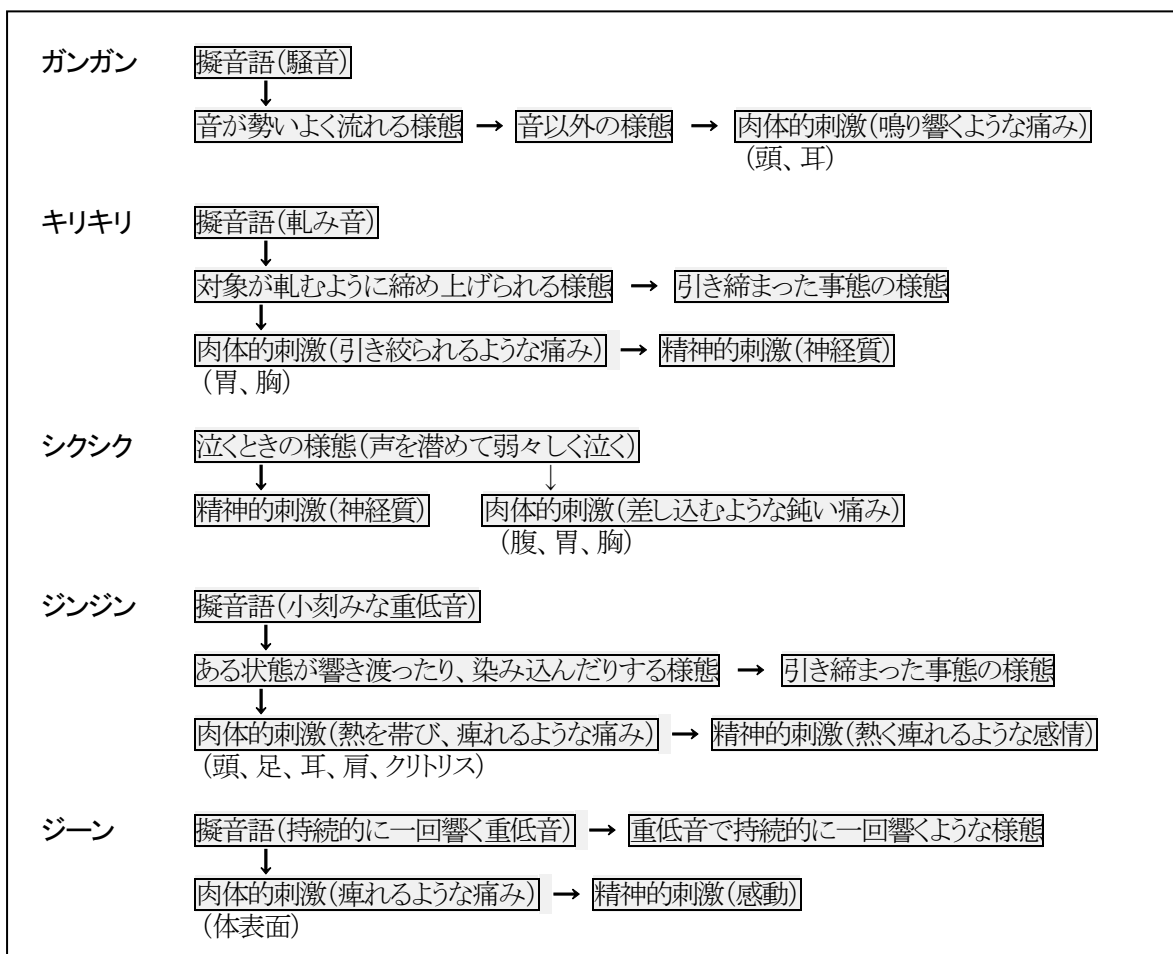 ガンガン 擬音語(騒音)
↓
音が勢いよく流れる様態 → 音以外の様態 → 肉体的刺激(鳴り響くような痛み)
(頭、耳)
キリキリ 擬音語(軋み音)
↓
対象が軋むように締め上げられる様態 → 引き締まった事態の様態
↓
肉体的刺激(引き絞られるような痛み) → 精神的刺激(神経質)
(胃、胸)
シクシク 泣くときの様態(声を潜めて弱々しく泣く)
↓ ↓
精神的刺激(神経質) 肉体的刺激(差し込むような鈍い痛み)
(腹、胃、胸)
ジンジン 擬音語(小刻みな重低音)
↓
ある状態が響き渡ったり、染み込んだりする様態 → 引き締まった事態の様態
↓
肉体的刺激(熱を帯び、痺れるような痛み) → 精神的刺激(熱く痺れるような感情)
(頭、足、耳、肩、クリトリス)
ジーン 擬音語(持続的に一回響く重低音) → 重低音で持続的に一回響くような様態
↓
肉体的刺激(痺れるような痛み) → 精神的刺激(感動)
(体表面)